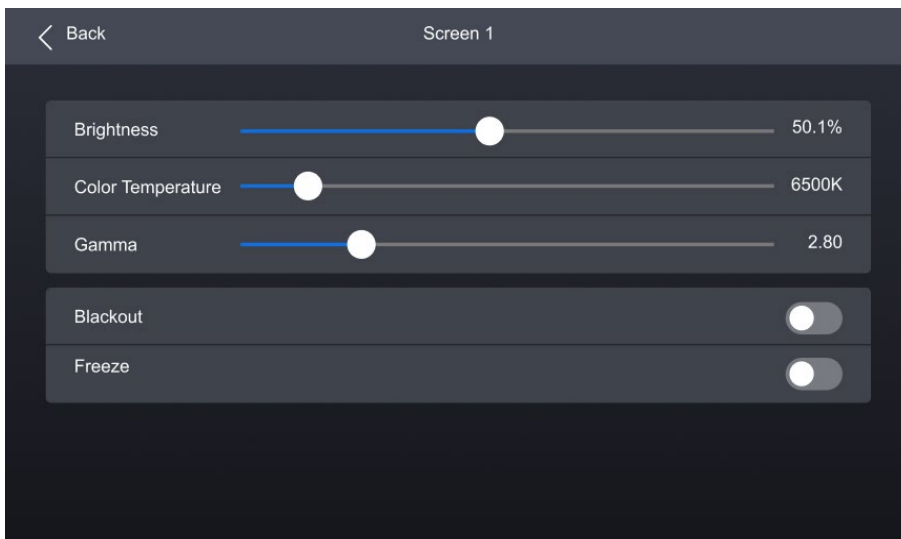 Back
Screen 1
Brightness 50.1%
Color Temperature 6500K
Gamma 2.80
Blackout
Freeze